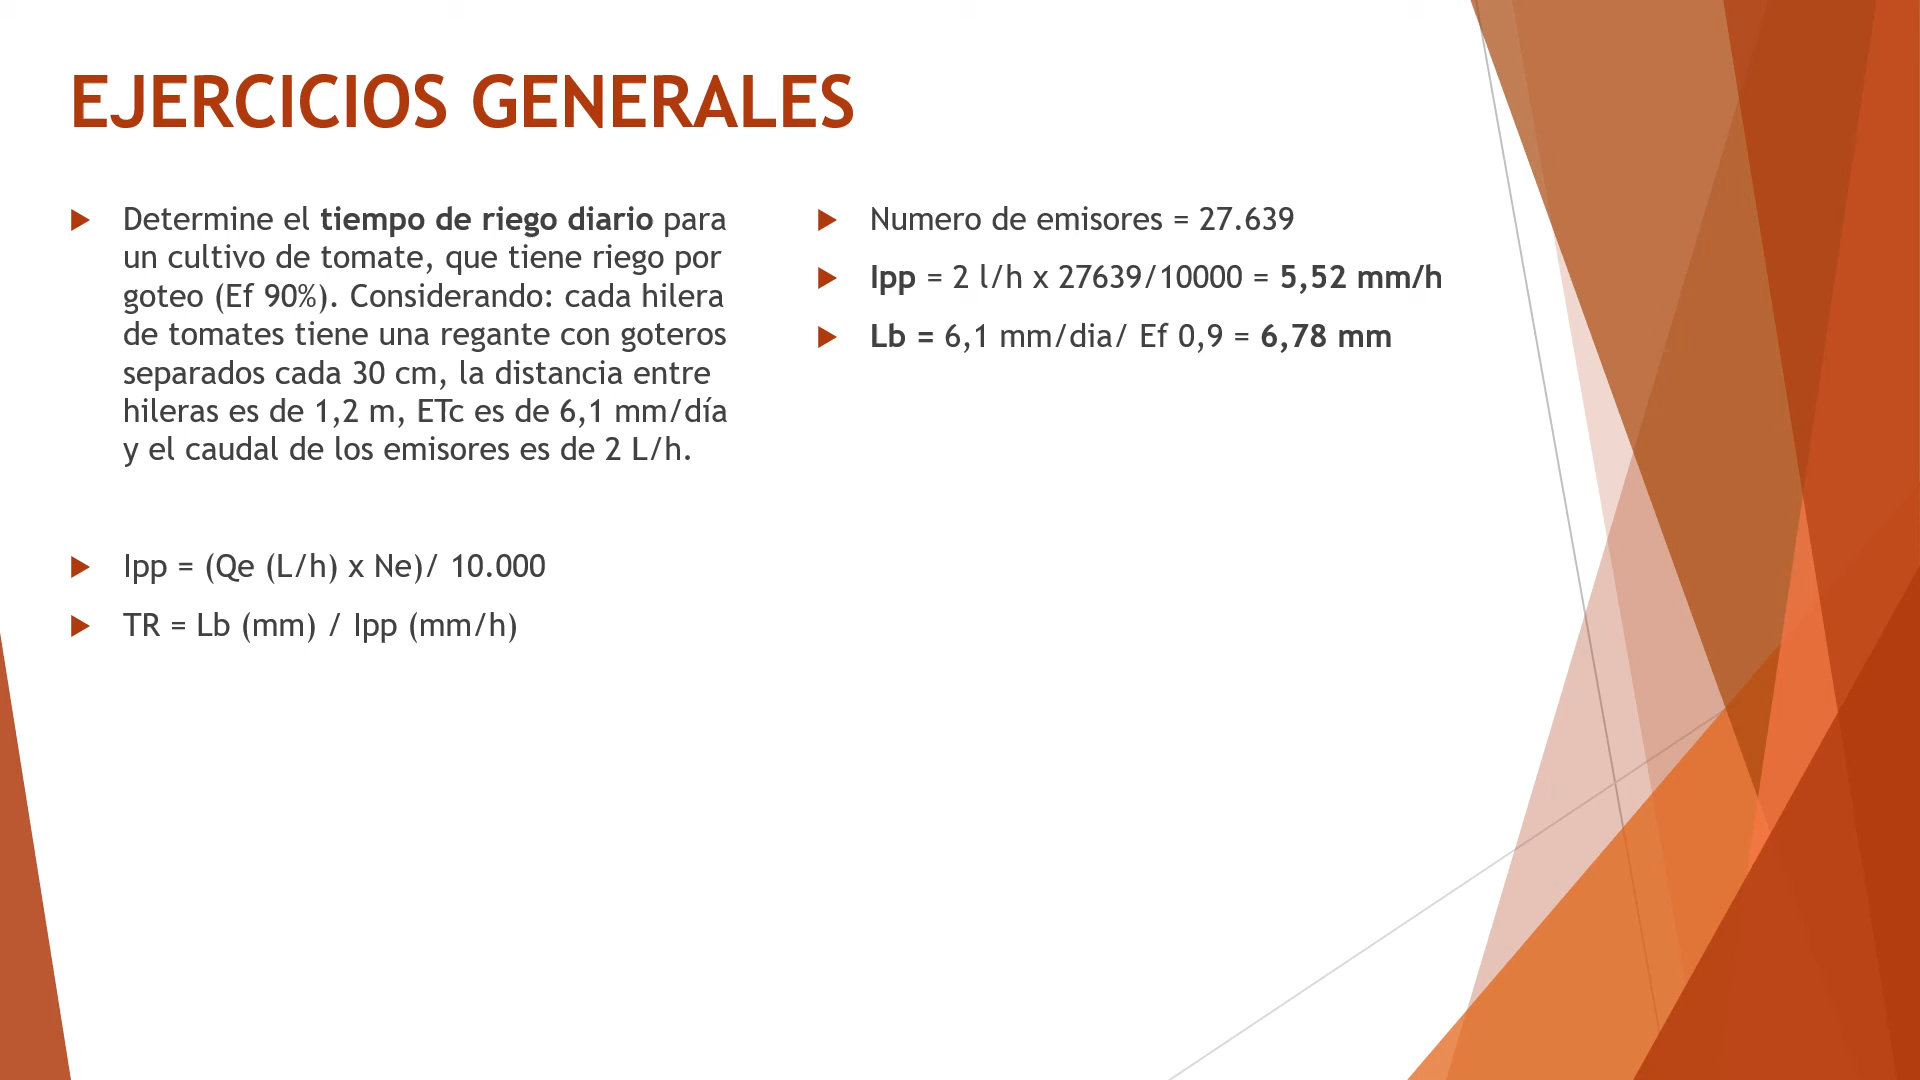 EJERCICIOS GENERALES
Determine el tiempo de riego diario para
un cultivo de tomate, que tiene riego por
goteo (Ef 90%). Considerando: cada hilera
de tomates tiene una regante con goteros
separados cada 30 cm, la distancia entre
hileras es de 1,2 m, ETc es de 6,1 mm/día
y el caudal de los emisores es de 2 L/h.
Ipp = (Qe (L/h) x Ne)/ 10.000
TR = Lb (mm) / Ipp (mm/h)
Numero de emisores = 27.639
Ipp = 2 l/h x 27639/10000 = 5,52 mm/h
Lb = 6,1 mm/dia/ Ef 0,9 = 6,78 mm